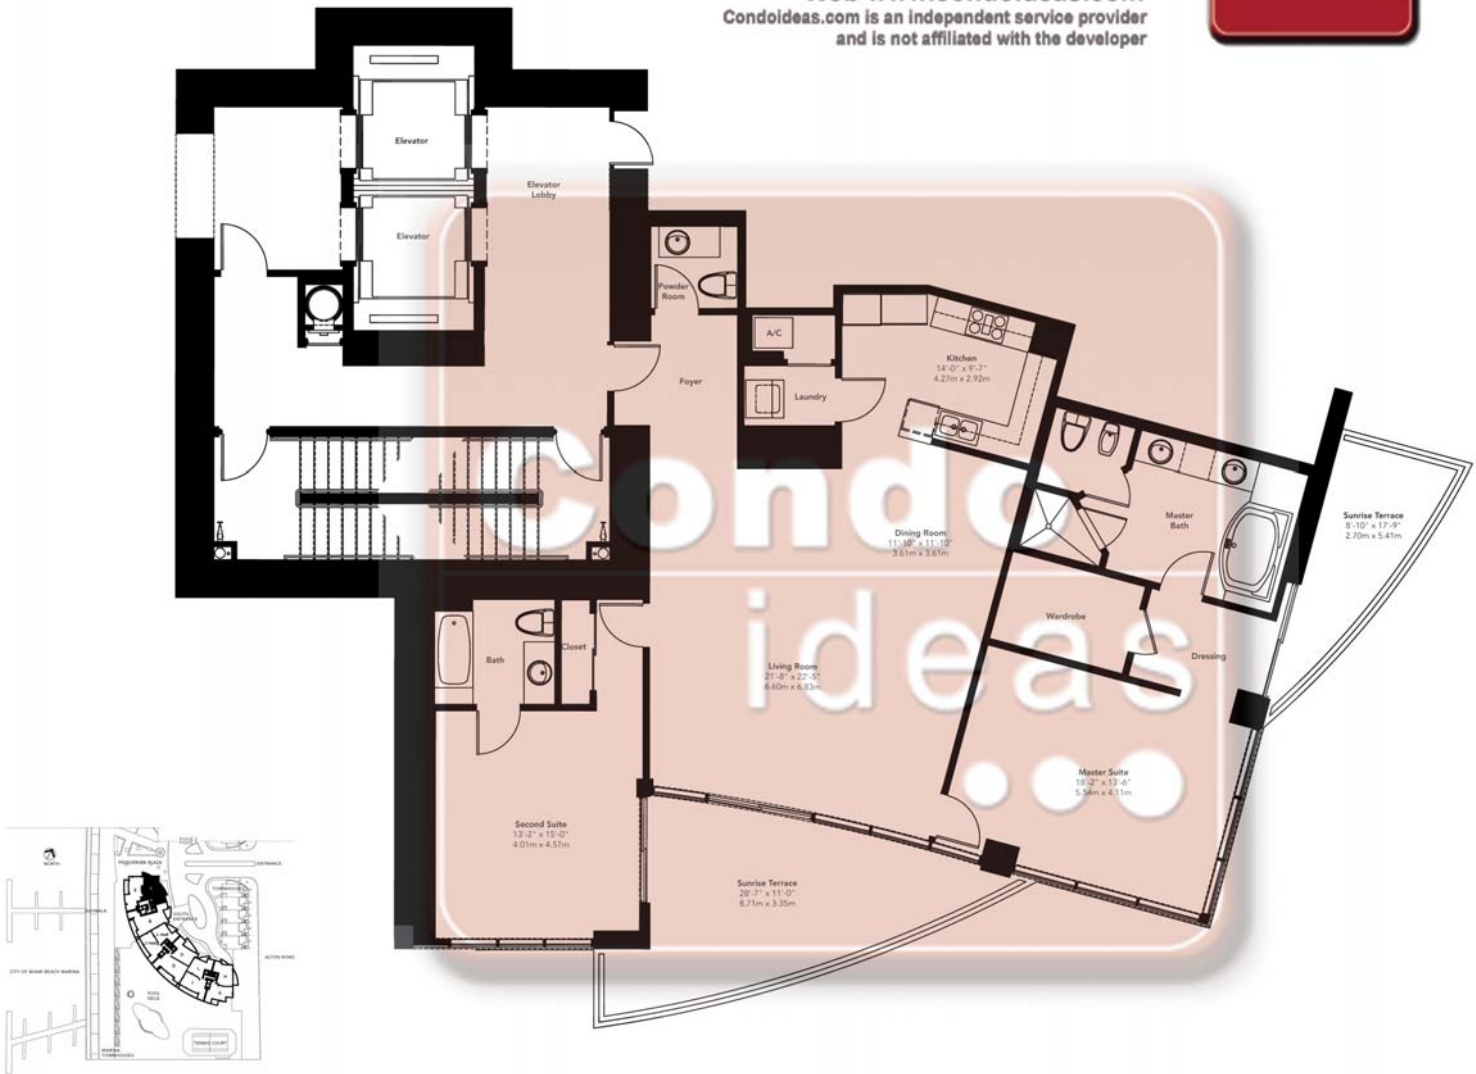 Condoideas.com is an independent service provider
and is not affiliated with the developer
Elevator
Elevator
Elevator
Lobby
Powder
Room
A/C
Foyer
Laundry
Kitchen
14'-0" x 9'-7"
4.27m x 2.92m
Condo
ideas
Master
Bath
Sunrise Terrace
8'-10" x 17'-9"
2.70m x 5.41m
Dining Room
11'-10" x 11'-10"
3.61m x 3.61m
Wardrobe
Dressing
Bath
Closet
Living Room
21'-8" x 22'-5"
6.60m x 6.83m
Master Suite
18'-2" x 13'-6"
5.54m x 4.11m
Second Suite
13'-2" x 15'-0"
4.01m x 4.57m
Sunrise Terrace
28'-7" x 11'-0"
8.71m x 3.35m
NORTH
ENTRANCE
SOUTH
ENTRANCE
ALTON ROAD
CITY OF MIAMI BEACH MARINA
POOL
DECK
TENNIS COURT
MARINA
TOWNHOUSES